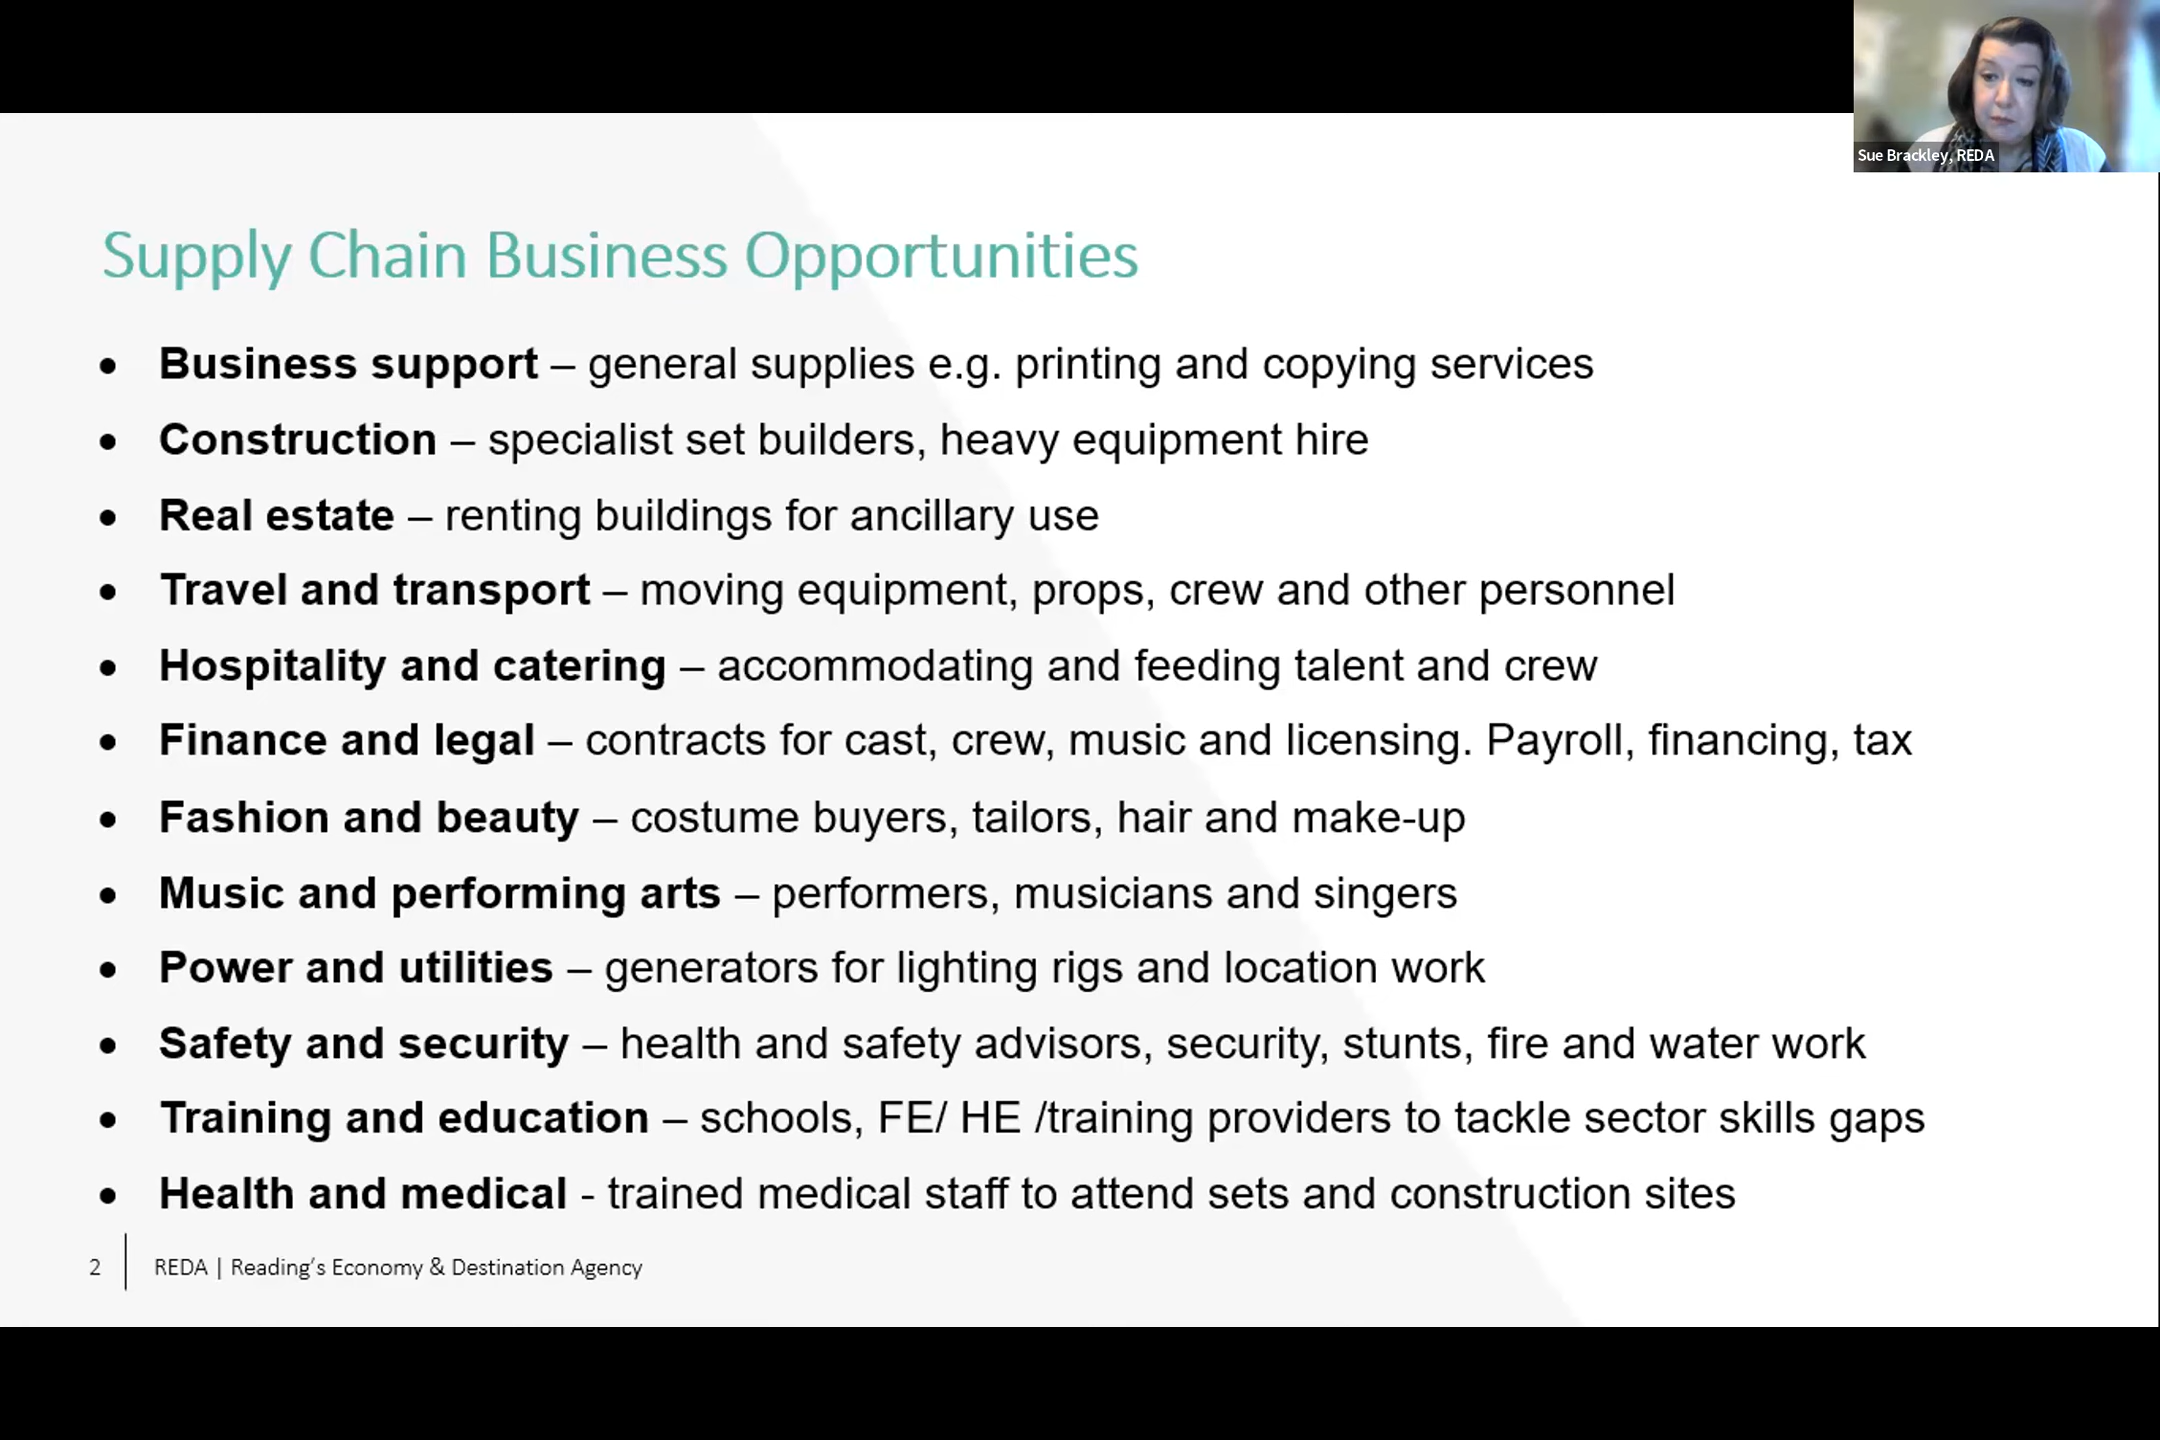 Sue Brackley, REDA
Supply Chain Business Opportunities
• Business support – general supplies e.g. printing and copying services
• Construction – specialist set builders, heavy equipment hire
• Real estate – renting buildings for ancillary use
• Travel and transport – moving equipment, props, crew and other personnel
• Hospitality and catering – accommodating and feeding talent and crew
• Finance and legal – contracts for cast, crew, music and licensing. Payroll, financing, tax
• Fashion and beauty – costume buyers, tailors, hair and make-up
• Music and performing arts – performers, musicians and singers
• Power and utilities – generators for lighting rigs and location work
• Safety and security – health and safety advisors, security, stunts, fire and water work
• Training and education – schools, FE/ HE /training providers to tackle sector skills gaps
• Health and medical - trained medical staff to attend sets and construction sites
2 REDA | Reading's Economy & Destination Agency